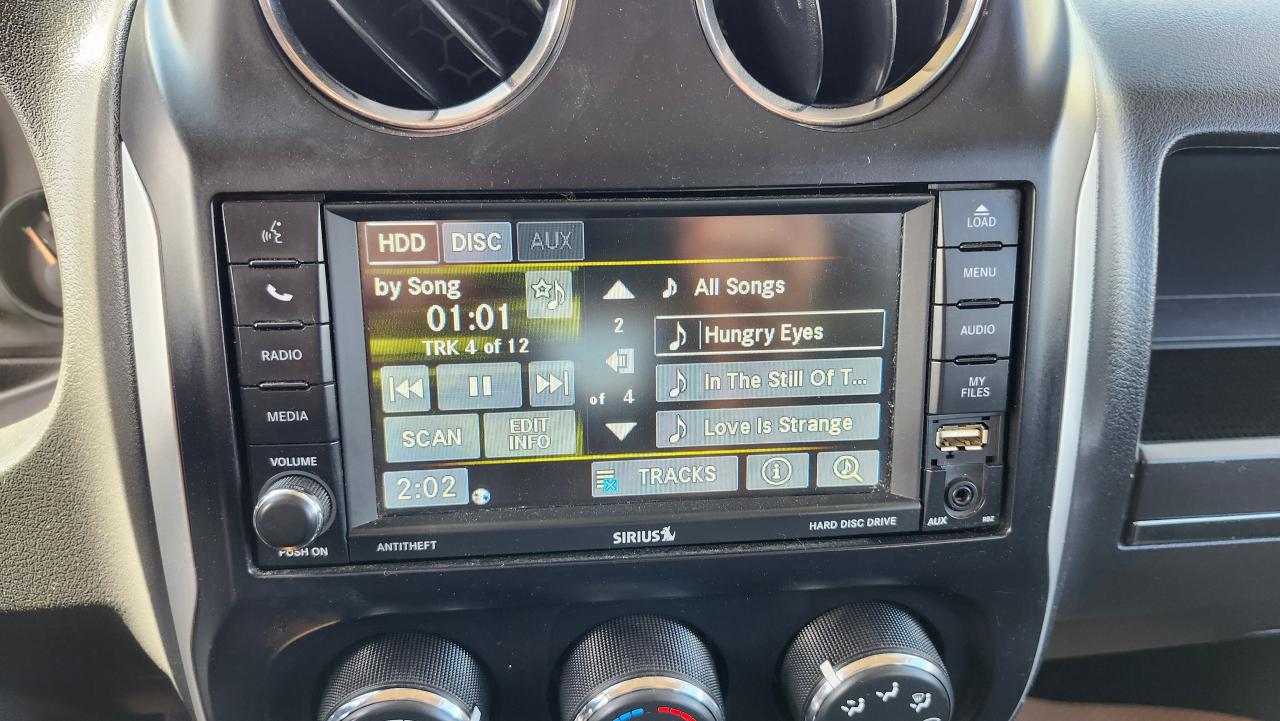 HDD DISC AUX
by Song
01:01
TRK 4 of 12
SCAN
EDIT
INFO
2:02
2
of 4
All Songs
Hungry Eyes
In The Still Of T...
Love Is Strange
TRACKS
i
RADIO
MEDIA
VOLUME
PUSH ON
ANTITHEFT
SIRIUS
HARD DISC DRIVE
LOAD
MENU
AUDIO
MY
FILES
AUX
RBZ